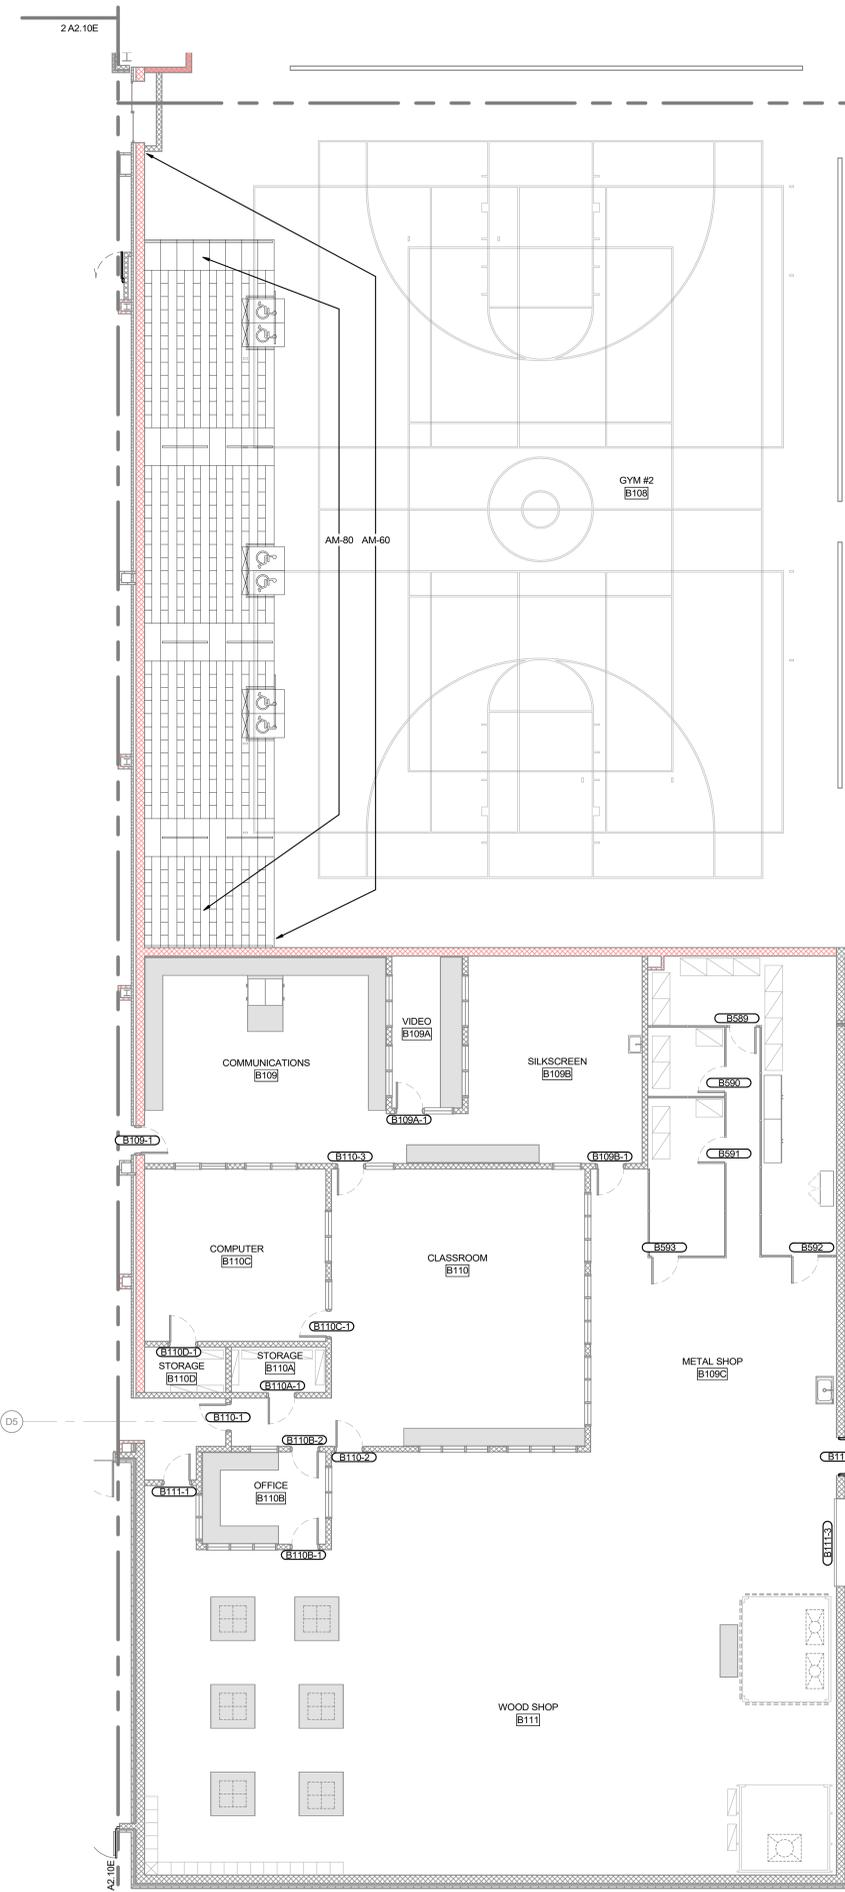 2 A2.10E
GYM #2
B108
AM-80
AM-60
VIDEO
B109A
B589
COMMUNICATIONS
B109
SILKSCREEN
B109B
B590
B109A-1
B109-1
B110-3
B109B-1
B591
COMPUTER
B110C
CLASSROOM
B110
B593
B592
B110C-1
B110D-1
STORAGE
B110D
STORAGE
B110A
B110A-1
METAL SHOP
B109C
D5
B110-1
B110B-2
B110-2
B11
OFFICE
B110B
B111-1
B111-3
B110B-1
WOOD SHOP
B111
A2.10E